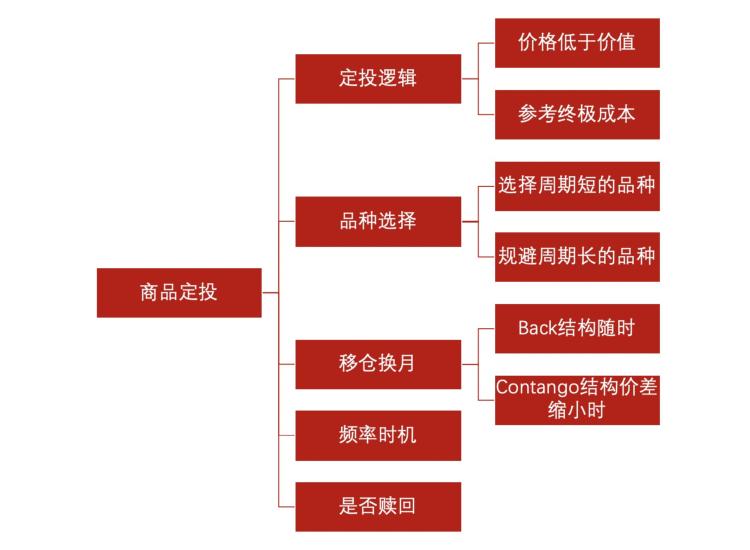 商品定投
定投逻辑
价格低于价值
参考终极成本
品种选择
选择周期短的品种
规避周期长的品种
移仓换月
Back结构随时
Contango结构价差
缩小时
频率时机
是否赎回